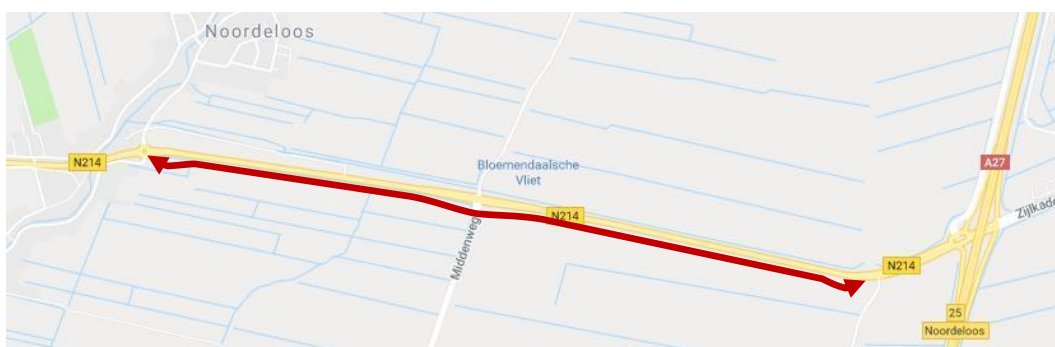 Noordeloos
N214
Bloemendaalsche
Vliet
A27
N214
Zijlkade
Middenweg
N214
25
Noordeloos